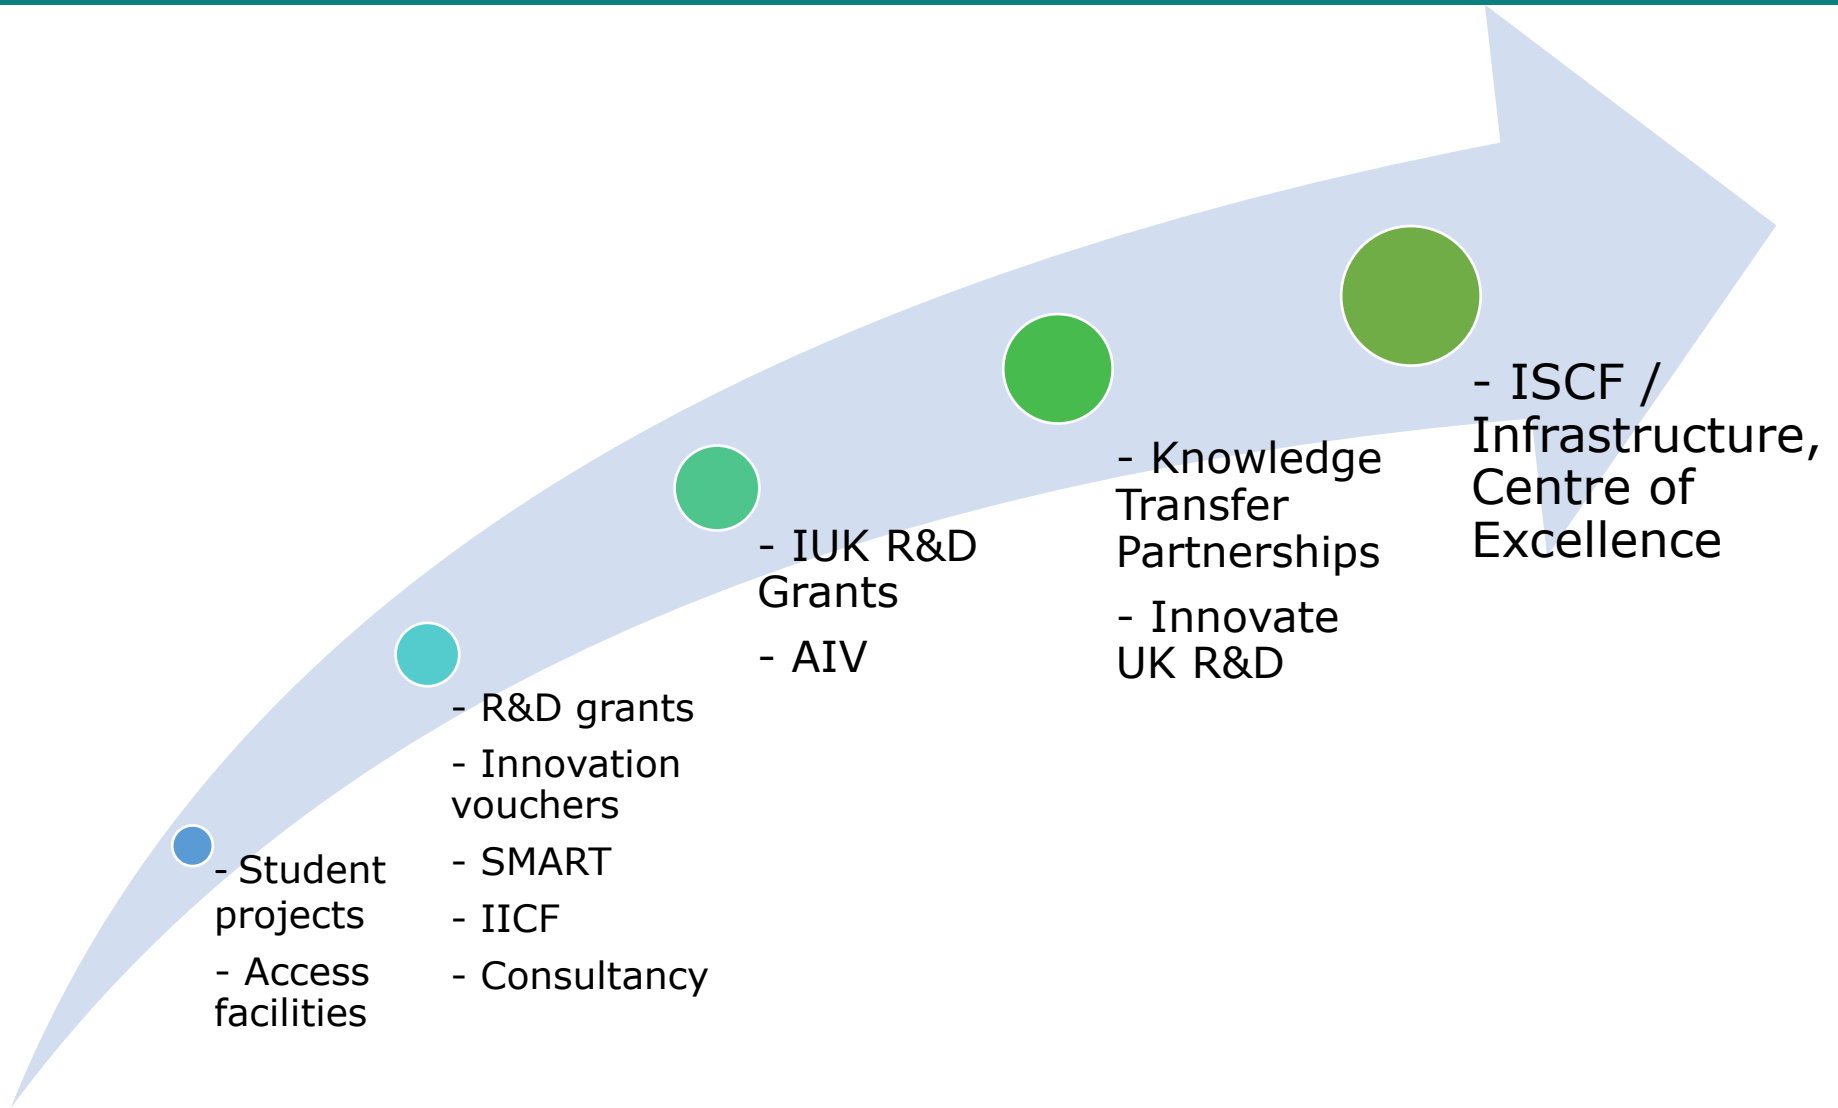 - Student
projects
- Access
facilities
- R&D grants
- Innovation
vouchers
- SMART
- IICF
- Consultancy
- IUK R&D
Grants
- AIV
- Knowledge
Transfer
Partnerships
- Innovate
UK R&D
- ISCF /
Infrastructure,
Centre of
Excellence